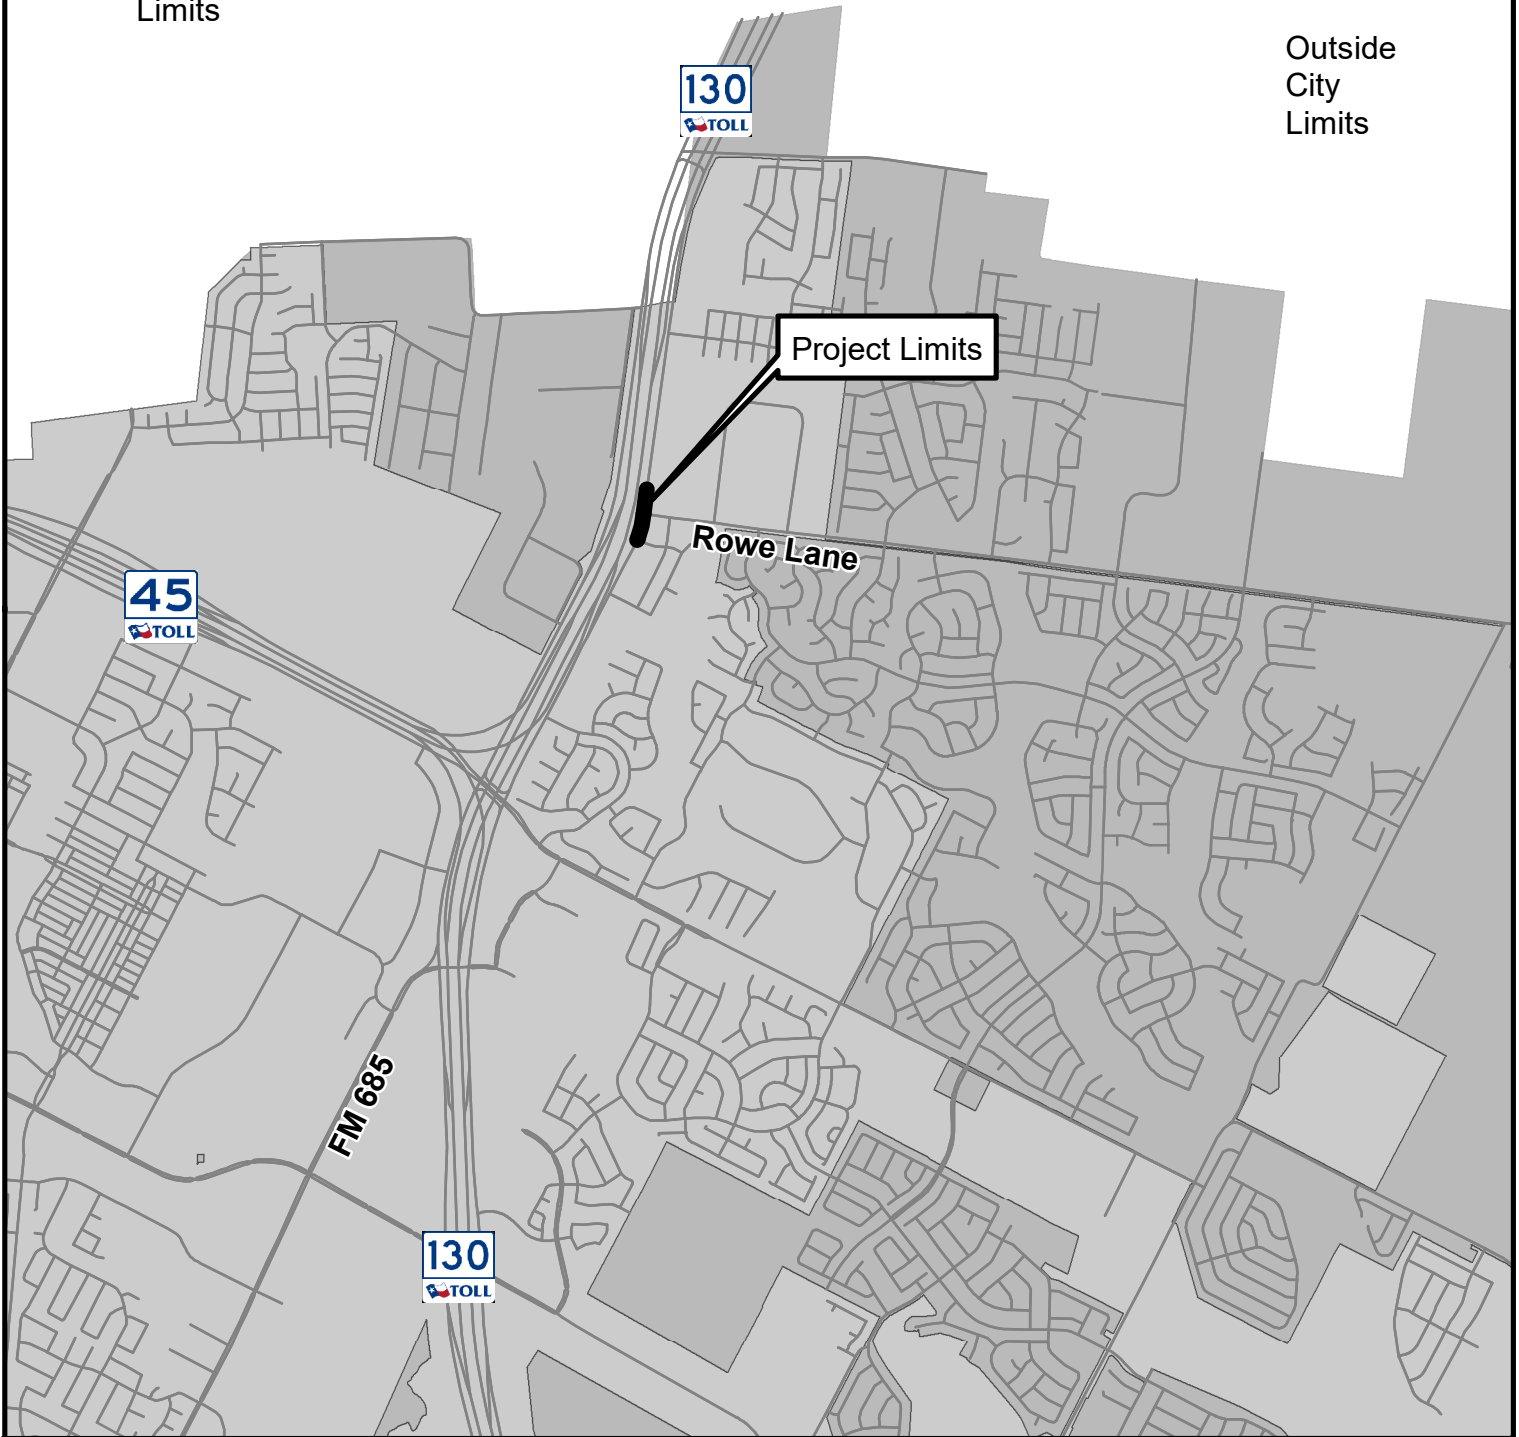 Limits
Outside
City
Limits
130
TOLL
Project Limits
Rowe Lane
45
TOLL
FM 685
130
TOLL